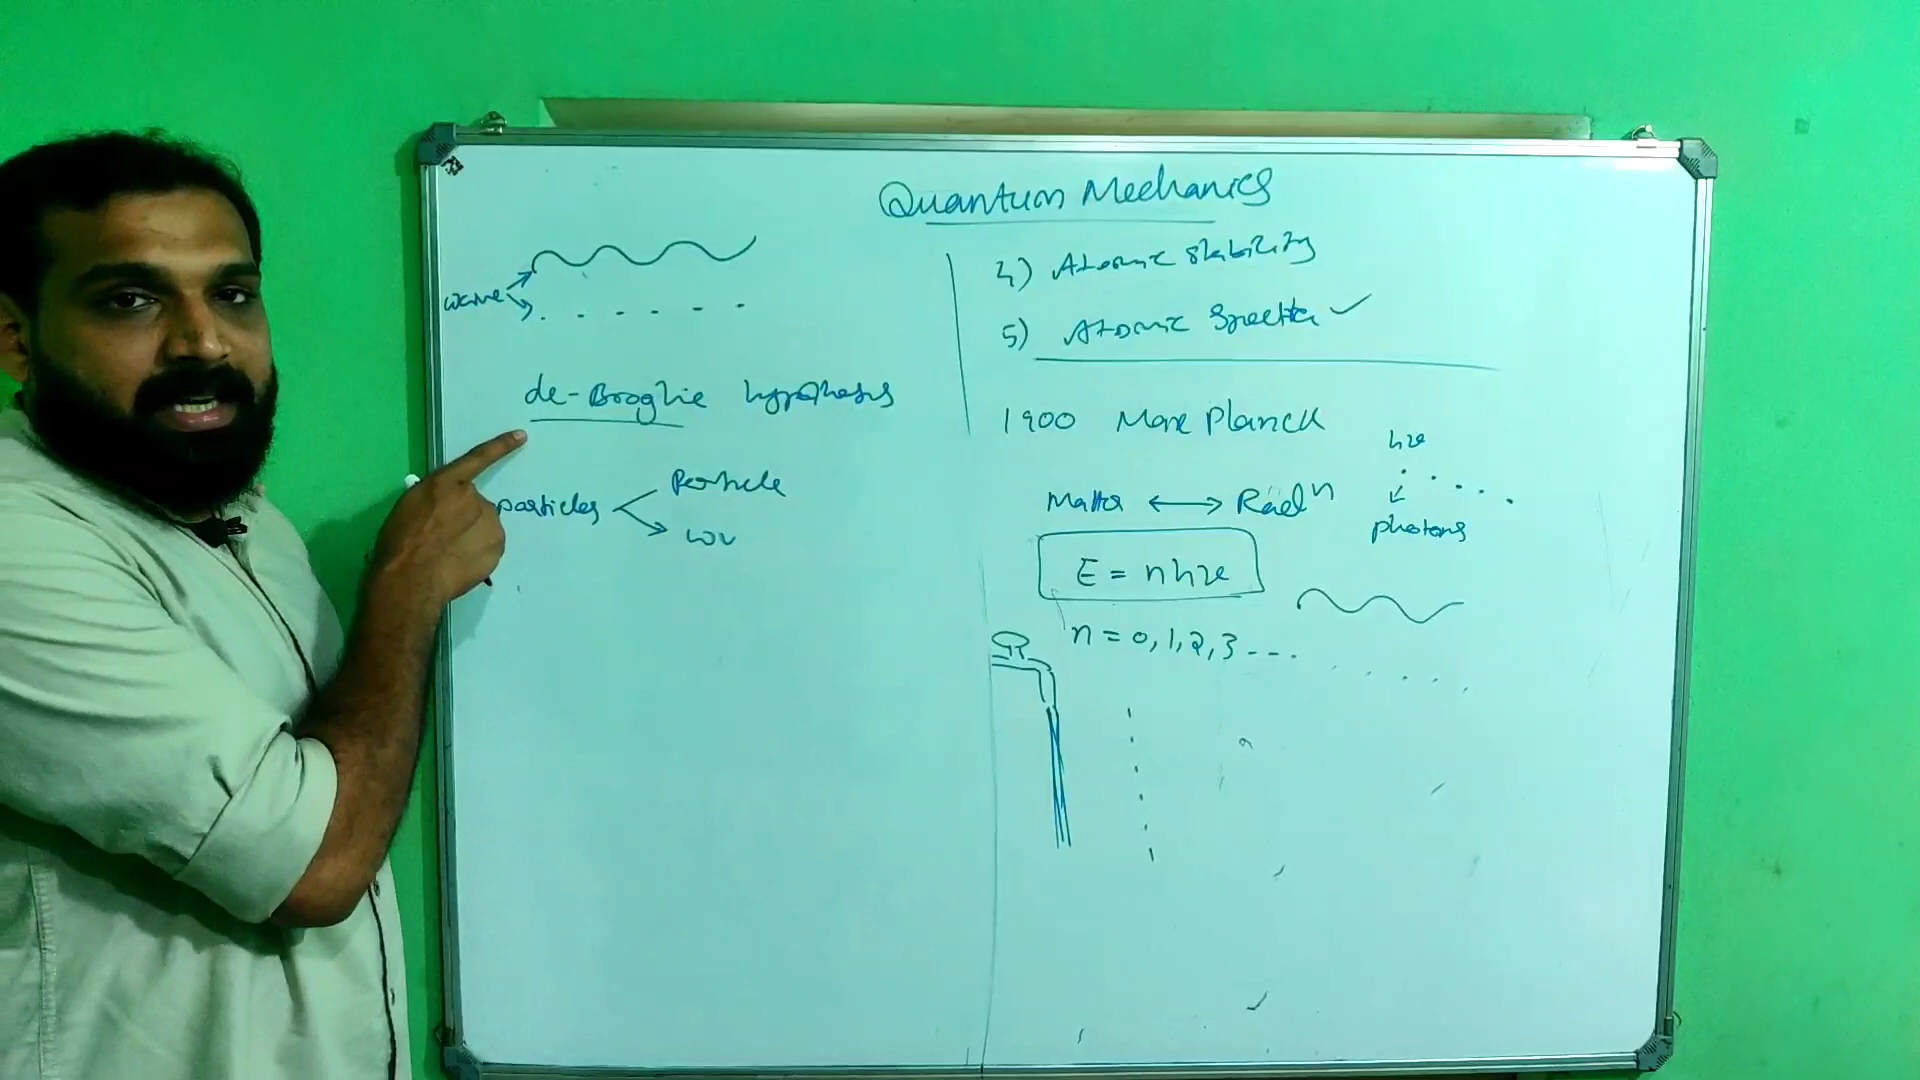 Quantum Mechanics
wave
de-Broglie hypothesis
particles
Particle
wv
4) Atomic Stability
5) Atomic Spectra ✓
1900 Max Planck
hν
Matter ⟷ Radⁿ
photons
E = nhν
n = 0, 1, 2, 3 ---